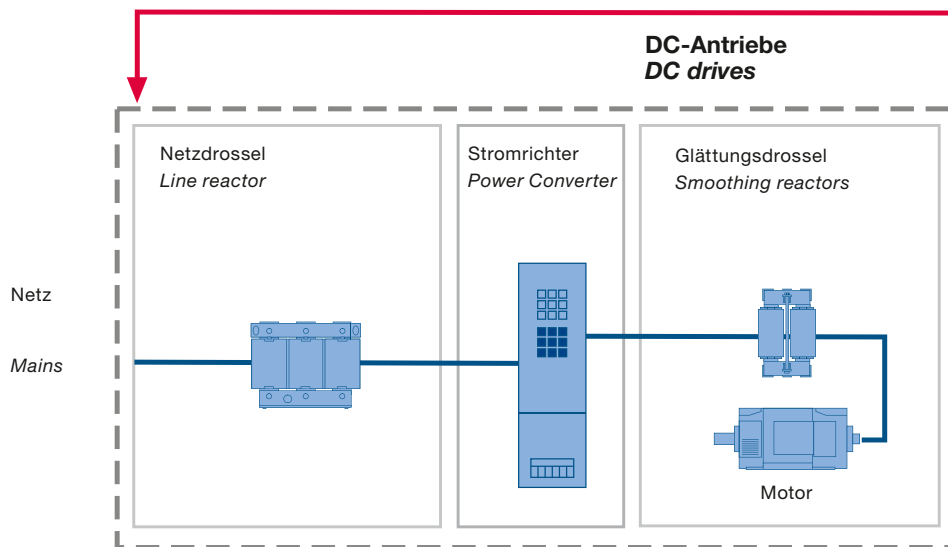 DC-Antriebe
DC drives
Netzdrossel
Line reactor
Stromrichter
Power Converter
Glättungsdrossel
Smoothing reactors
Netz
Mains
Motor